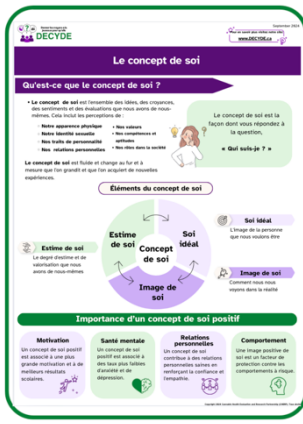 Septembre 2024
DECYDE
www.DECYDE.ca
Le concept de soi
Qu'est-ce que le concept de soi ?
• Le concept de soi est l'ensemble des idées, des croyances,
des sentiments et des évaluations que nous avons de nous-
mêmes. Cela inclut les perceptions de :
◦ Notre apparence physique
◦ Notre identité sexuelle
◦ Nos traits de personnalité
◦ Nos relations personnelles
◦ Nos valeurs
◦ Nos compétences et
aptitudes
◦ Nos rôles dans la société
Le concept de soi est fluide et change au fur et à
mesure que l'on grandit et que l'on acquiert de nouvelles
expériences.
Le concept de soi est la
façon dont vous répondez à
la question,
« Qui suis-je ? »
Éléments du concept de soi
Estime
de soi
Soi
idéal
Concept
de soi
Image de
soi
Estime de soi
Le degré d'estime et de
valorisation que nous
avons de nous-mêmes
Soi idéal
L'image de la personne
que nous voulons être
Image de soi
Comment nous nous
voyons dans la réalité
Importance d'un concept de soi positif
Motivation
Un concept de soi positif
est associé à une plus
grande motivation et à de
meilleurs résultats
scolaires.
Santé mentale
Un concept de soi
positif est associé à
des taux plus faibles
d'anxiété et de
dépression.
Relations
personnelles
Un concept de soi
contribue à des relations
personnelles saines en
renforçant la confiance et
l'empathie.
Comportement
Une image positive de
soi est un facteur de
protection contre les
comportements à risque.